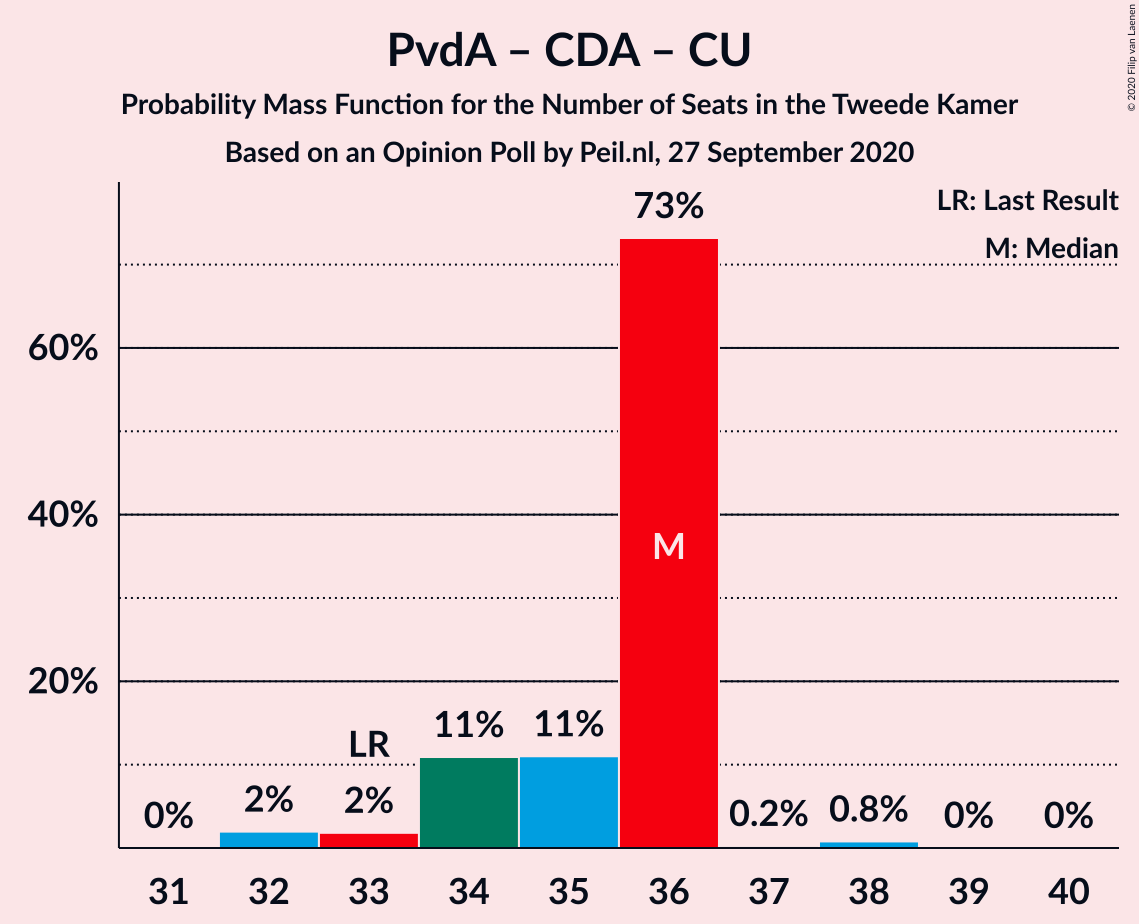 PvdA – CDA – CU
Probability Mass Function for the Number of Seats in the Tweede Kamer
Based on an Opinion Poll by Peil.nl, 27 September 2020
© 2020 Filip van Laenen
LR: Last Result
M: Median
73%
60%
40%
20%
M
LR
0%
2%
2%
11%
11%
0.2%
0.8%
0%
0%
31
32
33
34
35
36
37
38
39
40